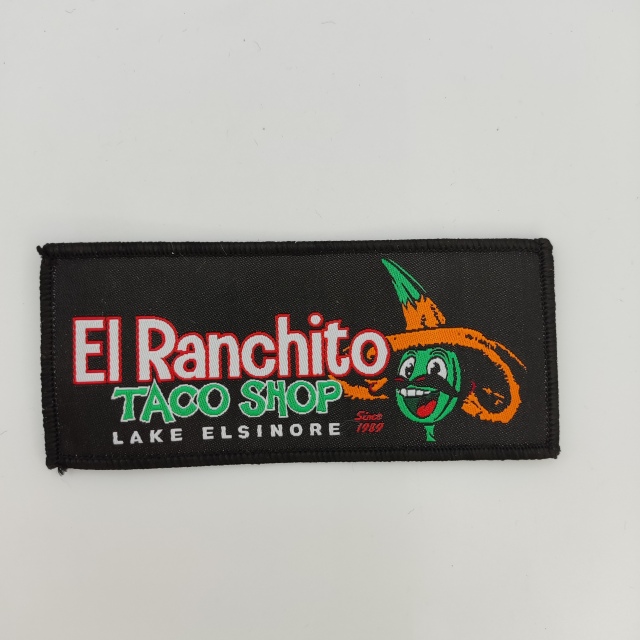 El Ranchito
TACO SHOP
LAKE ELSINORE
Since
1989